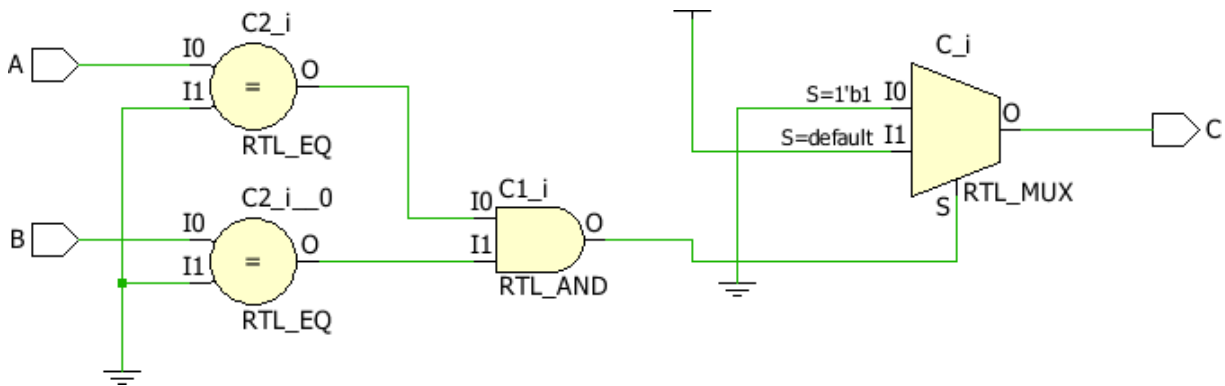 C2_i
A
I0
I1
=
O
RTL_EQ
C2_i__0
B
I0
I1
=
O
RTL_EQ
C1_i
I0
I1
O
RTL_AND
C_i
S=1'b1 I0
S=default I1
O
S
RTL_MUX
C